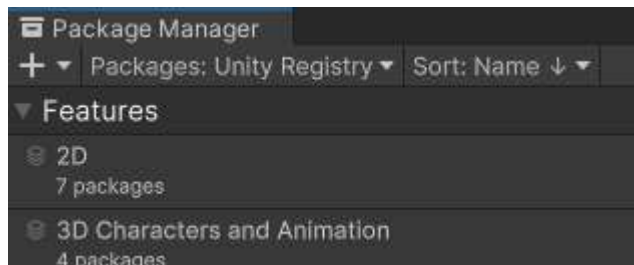 Package Manager
+ Packages: Unity Registry Sort: Name ↓
Features
2D
7 packages
3D Characters and Animation
4 packages